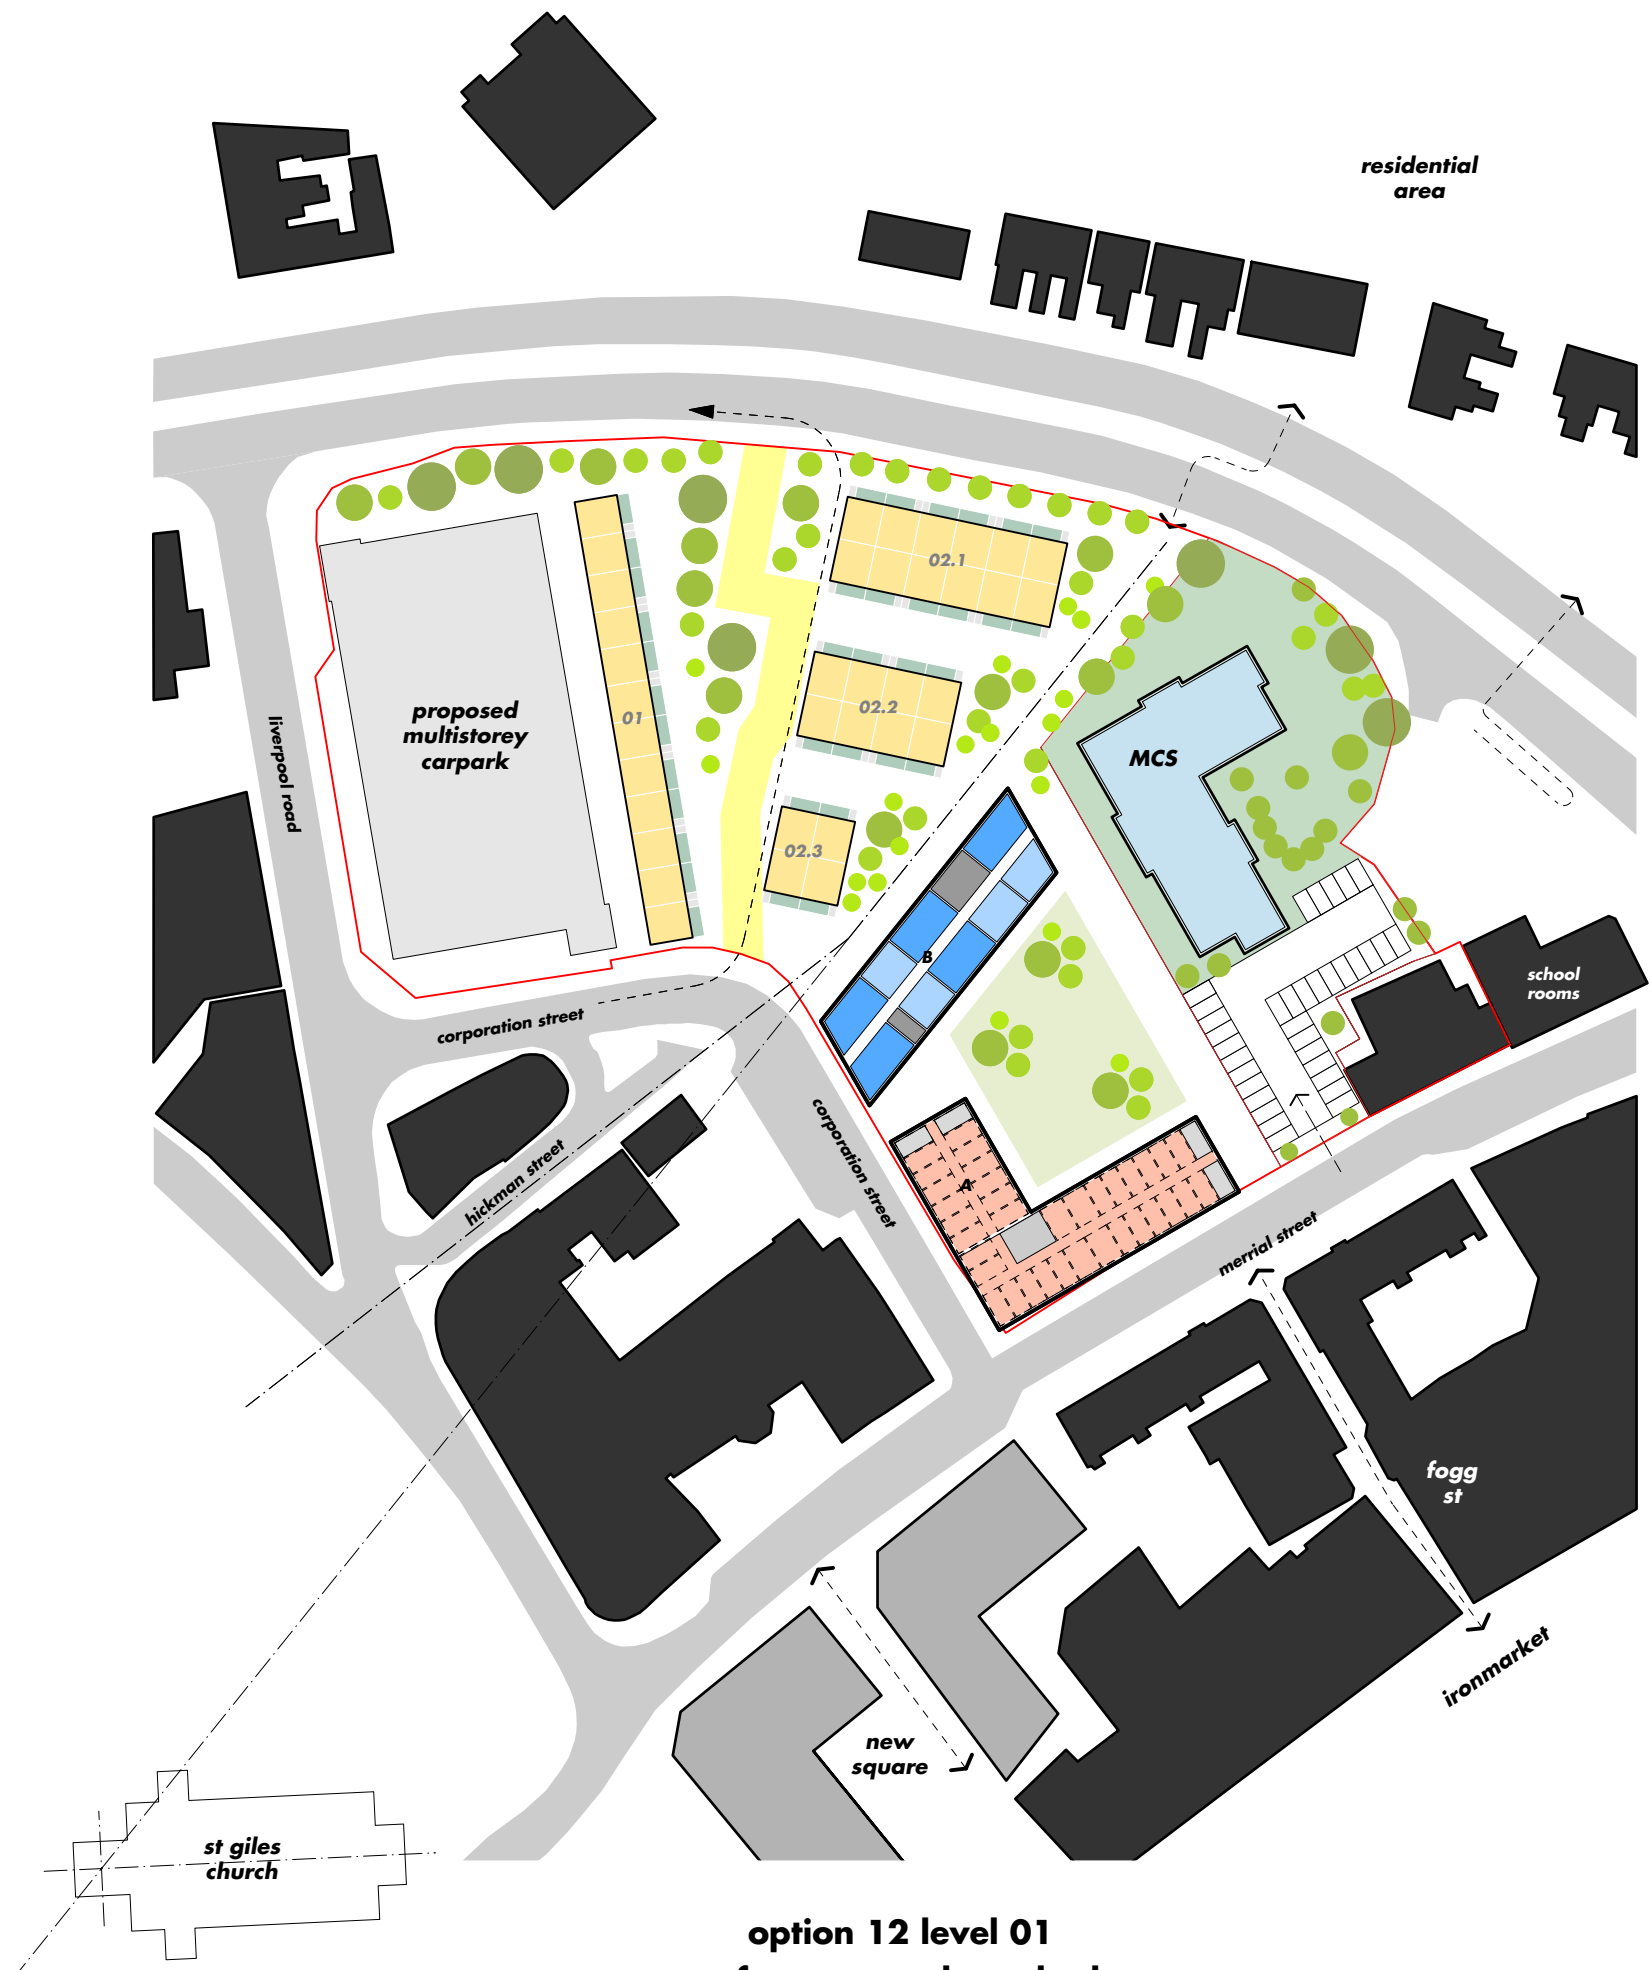 residential
area
02.1
02.2
01
proposed
multistorey
carpark
liverpool road
MCS
02.3
B
school
rooms
corporation street
hickman street
corporation street
A
merrial street
fogg
st
ironmarket
new
square
st giles
church
option 12 level 01